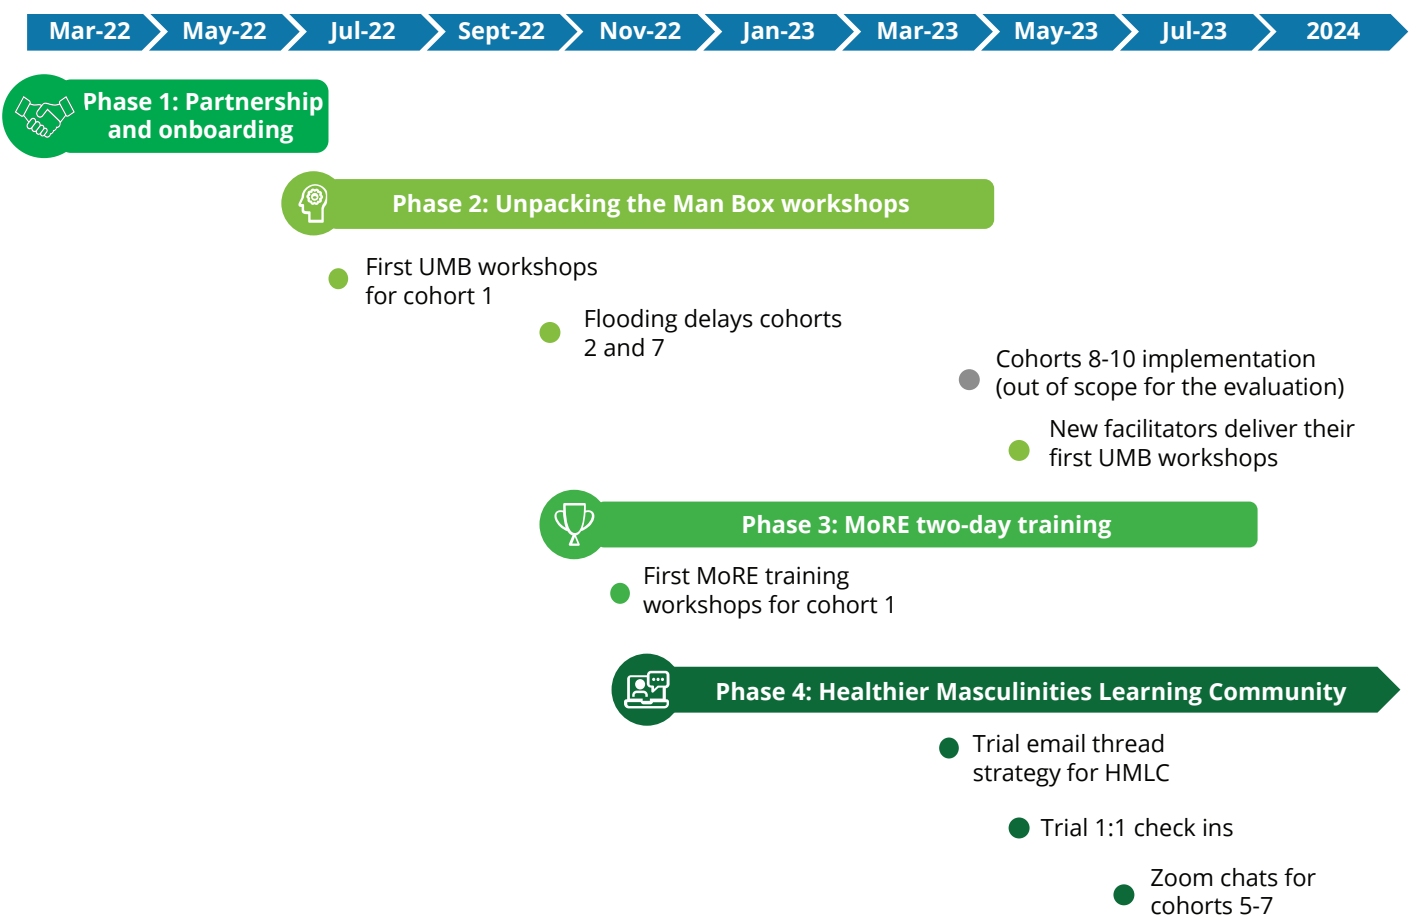 Mar-22 May-22 Jul-22 Sept-22 Nov-22 Jan-23 Mar-23 May-23 Jul-23 2024
Phase 1: Partnership
and onboarding
Phase 2: Unpacking the Man Box workshops
First UMB workshops
for cohort 1
Flooding delays cohorts
2 and 7
Cohorts 8-10 implementation
(out of scope for the evaluation)
New facilitators deliver their
first UMB workshops
Phase 3: MoRE two-day training
First MoRE training
workshops for cohort 1
Phase 4: Healthier Masculinities Learning Community
Trial email thread
strategy for HMLC
Trial 1:1 check ins
Zoom chats for
cohorts 5-7